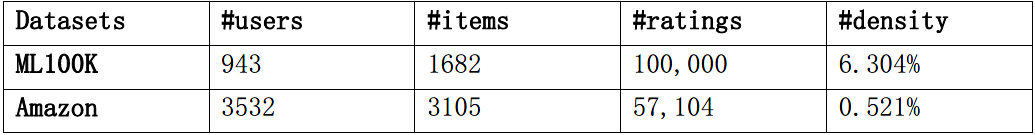 Datasets #users #items #ratings #density
ML100K 943 1682 100,000 6.304%
Amazon 3532 3105 57,104 0.521%